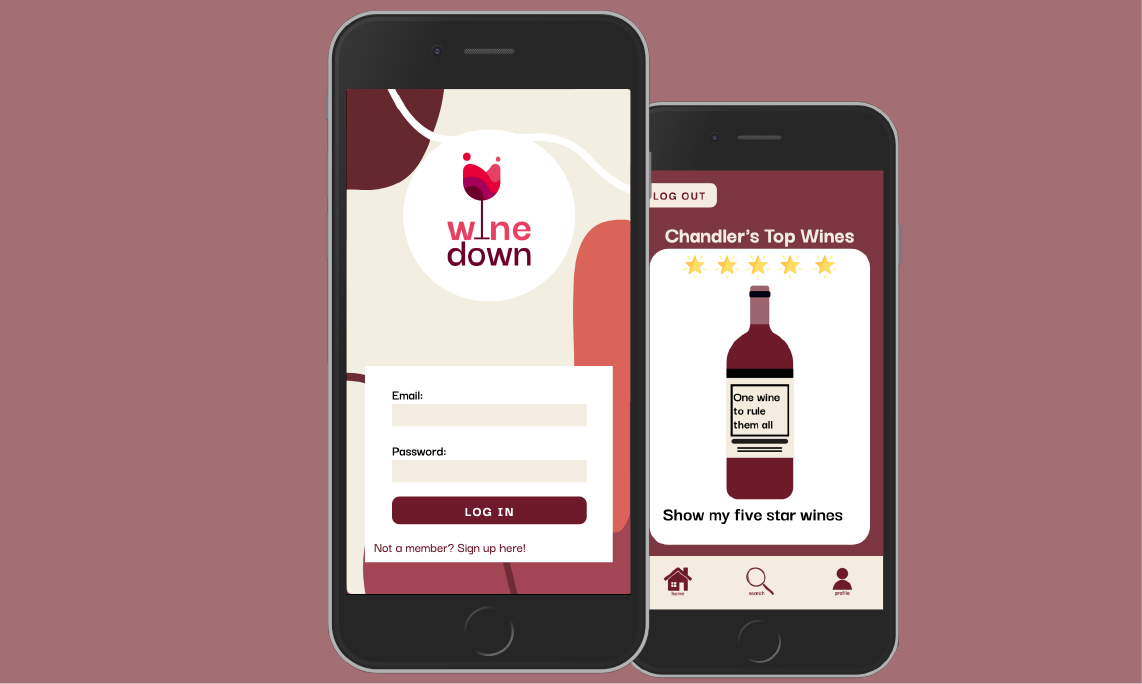 wine
down
Email:
Password:
LOG IN
Not a member? Sign up here!
LOG OUT
Chandler's Top Wines
One wine
to rule
them all
Show my five star wines
home
search
profile